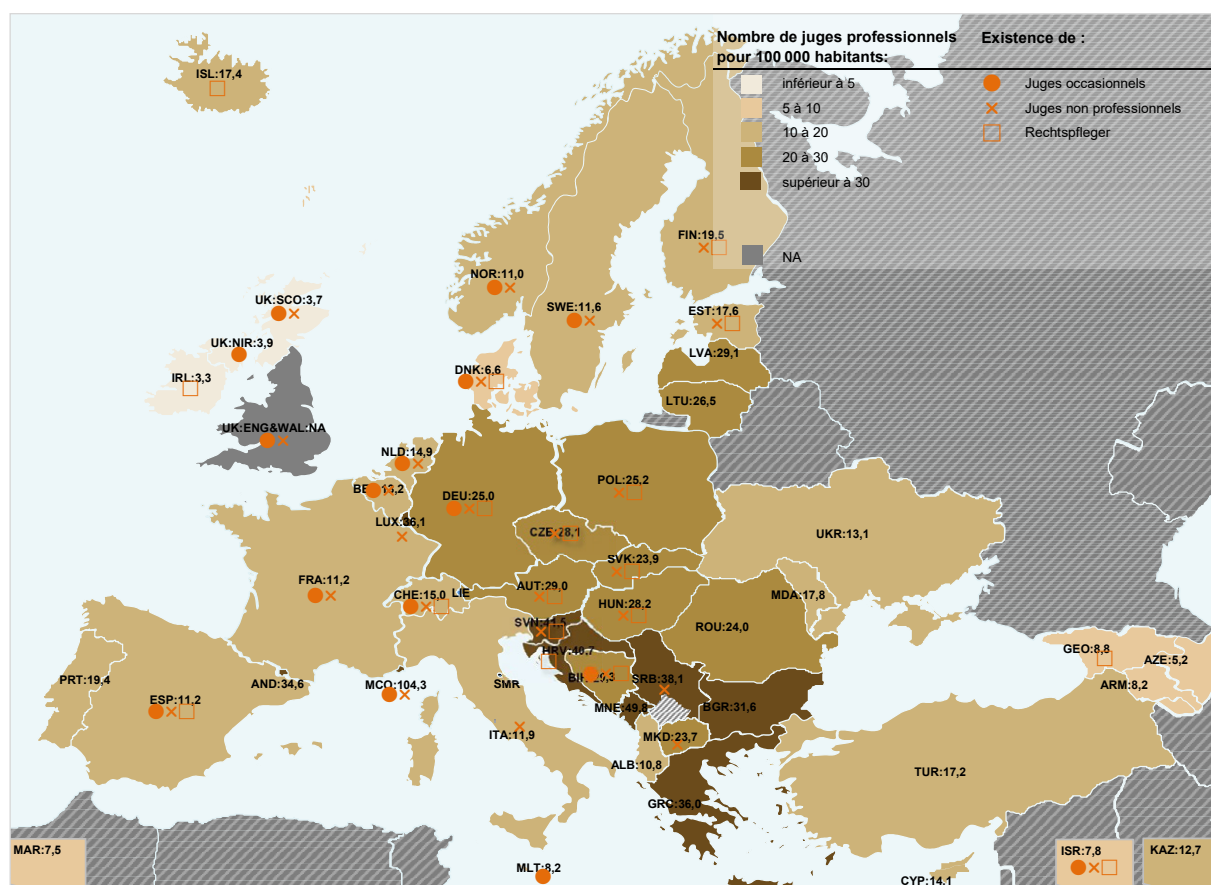 Nombre de juges professionnels
pour 100 000 habitants:
Existence de :
inférieur à 5
5 à 10
10 à 20
20 à 30
supérieur à 30
NA
Juges occasionnels
Juges non professionnels
Rechtspfleger
ISL:17,4
FIN:19,5
NOR:11,0
UK:SCO:3,7
SWE:11,6
EST:17,6
UK:NIR:3,9
LVA:29,1
IRL:3,3
DNK:6,6
LTU:26,5
UK:ENG&WAL:NA
NLD:14,9
POL:25,2
DEU:25,0
LUX:36,1
CZE:28,1
UKR:13,1
SVK:23,9
FRA:11,2
CHE:15,0
LIE
AUT:29,0
HUN:28,2
MDA:17,8
SVN:41,5
ROU:24,0
HRV:40,7
GEO:8,8
AZE:5,2
PRT:19,4
AND:34,6
MCO:104,3
SMR
SRB:38,1
ARM:8,2
ESP:11,2
MNE:49,8
BGR:31,6
ITA:11,9
MKD:23,7
ALB:10,8
TUR:17,2
GRC:36,0
MAR:7,5
MLT:8,2
CYP:14,1
ISR:7,8
KAZ:12,7